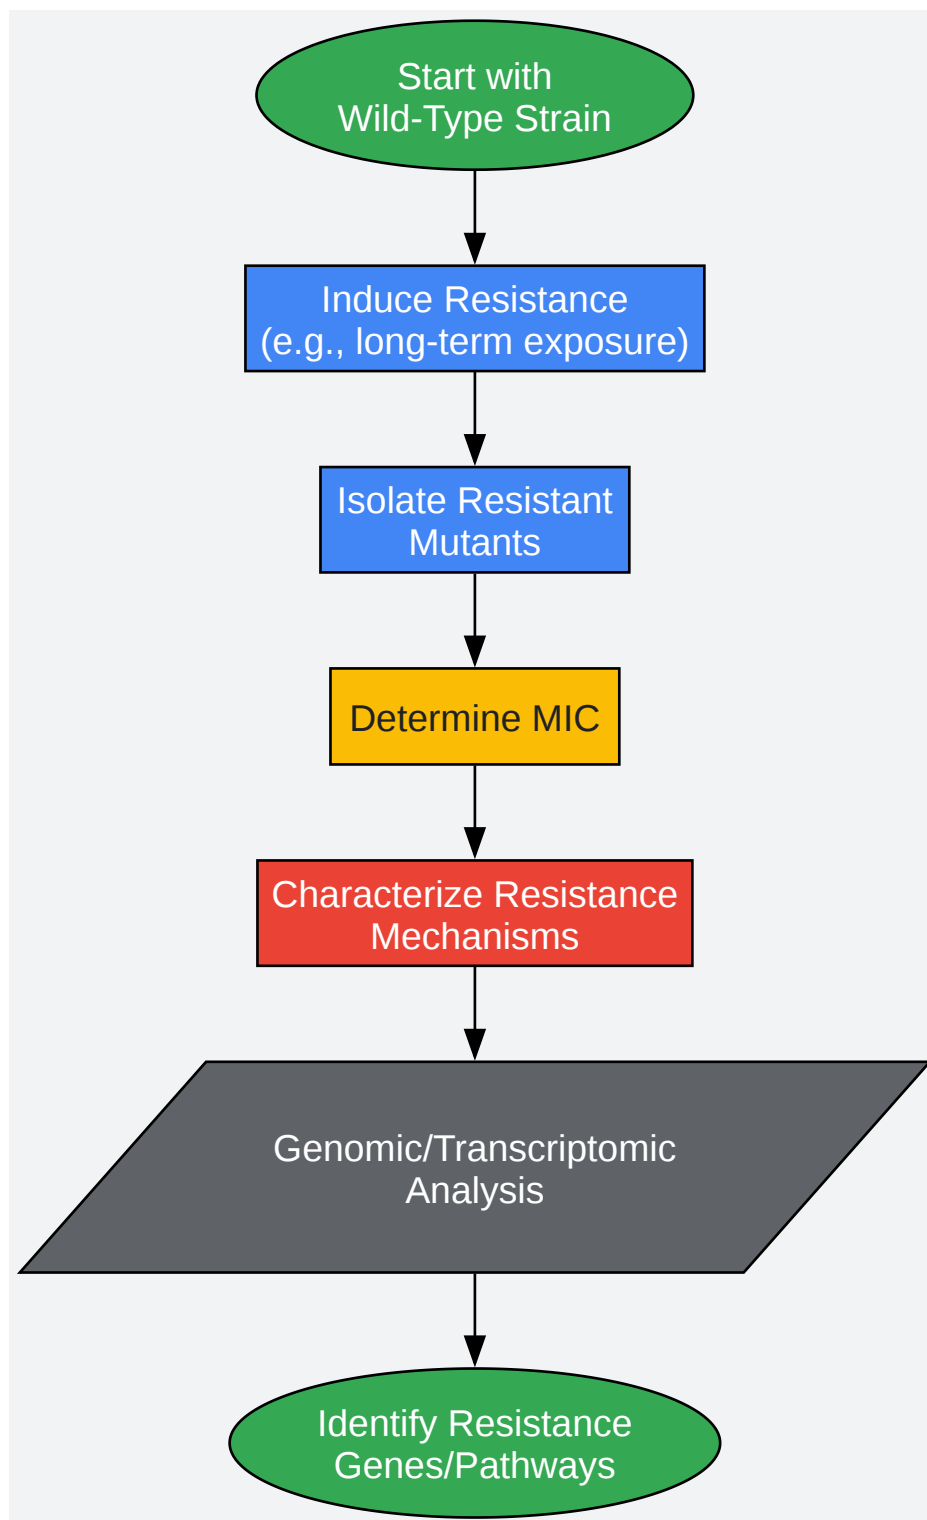 Start with
Wild-Type Strain
Induce Resistance
(e.g., long-term exposure)
Isolate Resistant
Mutants
Determine MIC
Characterize Resistance
Mechanisms
Genomic/Transcriptomic
Analysis
Identify Resistance
Genes/Pathways